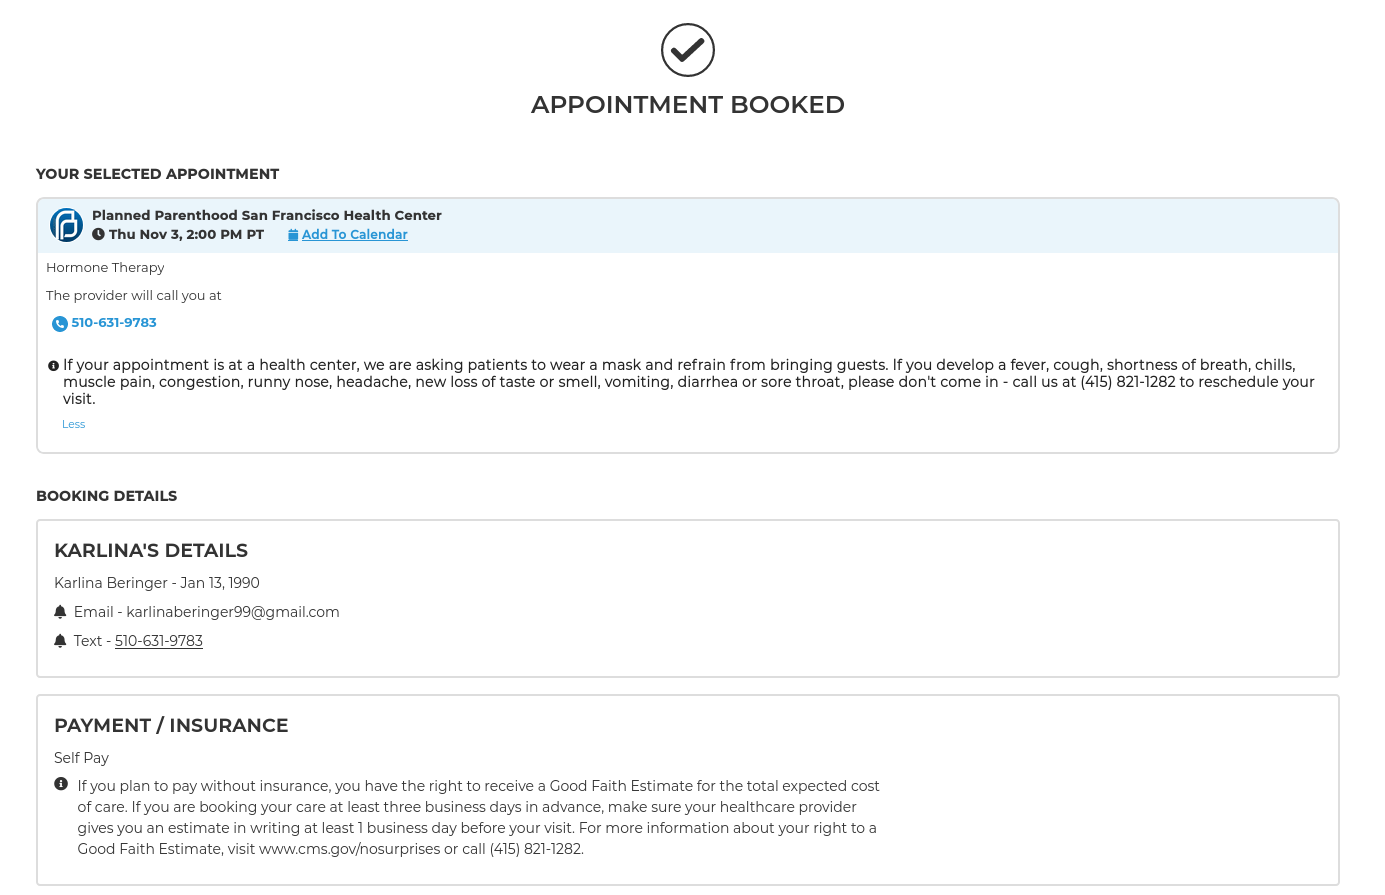 APPOINTMENT BOOKED
YOUR SELECTED APPOINTMENT
Planned Parenthood San Francisco Health Center
Thu Nov 3, 2:00 PM PT Add To Calendar
Hormone Therapy
The provider will call you at
510-631-9783
If your appointment is at a health center, we are asking patients to wear a mask and refrain from bringing guests. If you develop a fever, cough, shortness of breath, chills,
muscle pain, congestion, runny nose, headache, new loss of taste or smell, vomiting, diarrhea or sore throat, please don't come in - call us at (415) 821-1282 to reschedule your
visit.
Less
BOOKING DETAILS
KARLINA'S DETAILS
Karlina Beringer - Jan 13, 1990
Email - karlinaberinger99@gmail.com
Text - 510-631-9783
PAYMENT / INSURANCE
Self Pay
If you plan to pay without insurance, you have the right to receive a Good Faith Estimate for the total expected cost
of care. If you are booking your care at least three business days in advance, make sure your healthcare provider
gives you an estimate in writing at least 1 business day before your visit. For more information about your right to a
Good Faith Estimate, visit www.cms.gov/nosurprises or call (415) 821-1282.